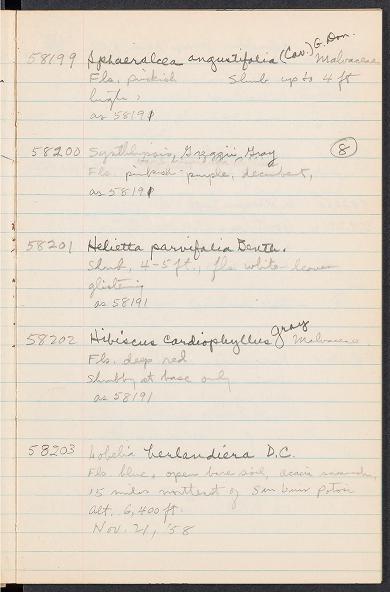 58199 Sphaeralcea angustifolia (Cav.) G. Don. Malvaceae
Fls. pinkish Shrub up to 4 ft
high,
as 58191
58200 Synthlipsis Greggii Gray 8
Fls. pinkish-purple, decumbent,
as 58191
58201 Helietta parvifolia Benth.
Shrub, 4-5 ft., fls white leaves
glistening
as 58191
58202 Hibiscus cardiophyllus Gray Malvaceae
Fls. deep red
Shrubby at base only
as 58191
58203 Lobelia berlandiera D.C.
Fls blue, open bare soil, acacia
15 miles northeast of San Luis Potosi
alt. 6,400 ft.
Nov. 21, '58